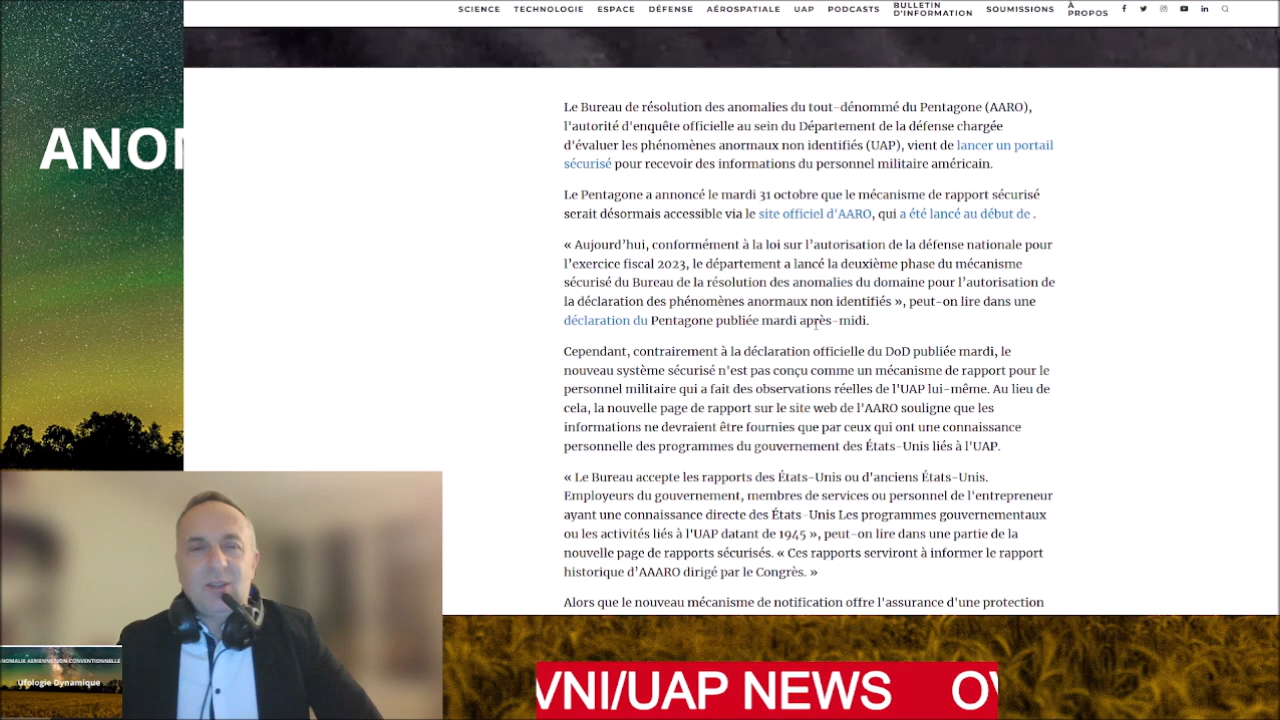 SCIENCE TECHNOLOGIE ESPACE DÉFENSE AÉROSPATIALE UAP PODCASTS BULLETIN D'INFORMATION SOUMISSIONS À PROPOS
ANO
Le Bureau de résolution des anomalies du tout-dénommé du Pentagone (AARO),
l'autorité d'enquête officielle au sein du Département de la défense chargée
d'évaluer les phénomènes anormaux non identifiés (UAP), vient de lancer un portail
sécurisé pour recevoir des informations du personnel militaire américain.
Le Pentagone a annoncé le mardi 31 octobre que le mécanisme de rapport sécurisé
serait désormais accessible via le site officiel d'AARO, qui a été lancé au début de .
« Aujourd’hui, conformément à la loi sur l’autorisation de la défense nationale pour
l’exercice fiscal 2023, le département a lancé la deuxième phase du mécanisme
sécurisé du Bureau de la résolution des anomalies du domaine pour l’autorisation de
la déclaration des phénomènes anormaux non identifiés », peut-on lire dans une
déclaration du Pentagone publiée mardi après-midi.
Cependant, contrairement à la déclaration officielle du DoD publiée mardi, le
nouveau système sécurisé n'est pas conçu comme un mécanisme de rapport pour le
personnel militaire qui a fait des observations réelles de l'UAP lui-même. Au lieu de
cela, la nouvelle page de rapport sur le site web de l'AARO souligne que les
informations ne devraient être fournies que par ceux qui ont une connaissance
personnelle des programmes du gouvernement des États-Unis liés à l'UAP.
« Le Bureau accepte les rapports des États-Unis ou d'anciens États-Unis.
Employeurs du gouvernement, membres de services ou personnel de l'entrepreneur
ayant une connaissance directe des États-Unis Les programmes gouvernementaux
ou les activités liés à l'UAP datant de 1945 », peut-on lire dans une partie de la
nouvelle page de rapports sécurisés. « Ces rapports serviront à informer le rapport
historique d’AAARO dirigé par le Congrès. »
Alors que le nouveau mécanisme de notification offre l'assurance d'une protection
NOMALIE AERIENNE NON-CONVENTIONNELLE
Ufologie Dynamique
VNI/UAP NEWS OV